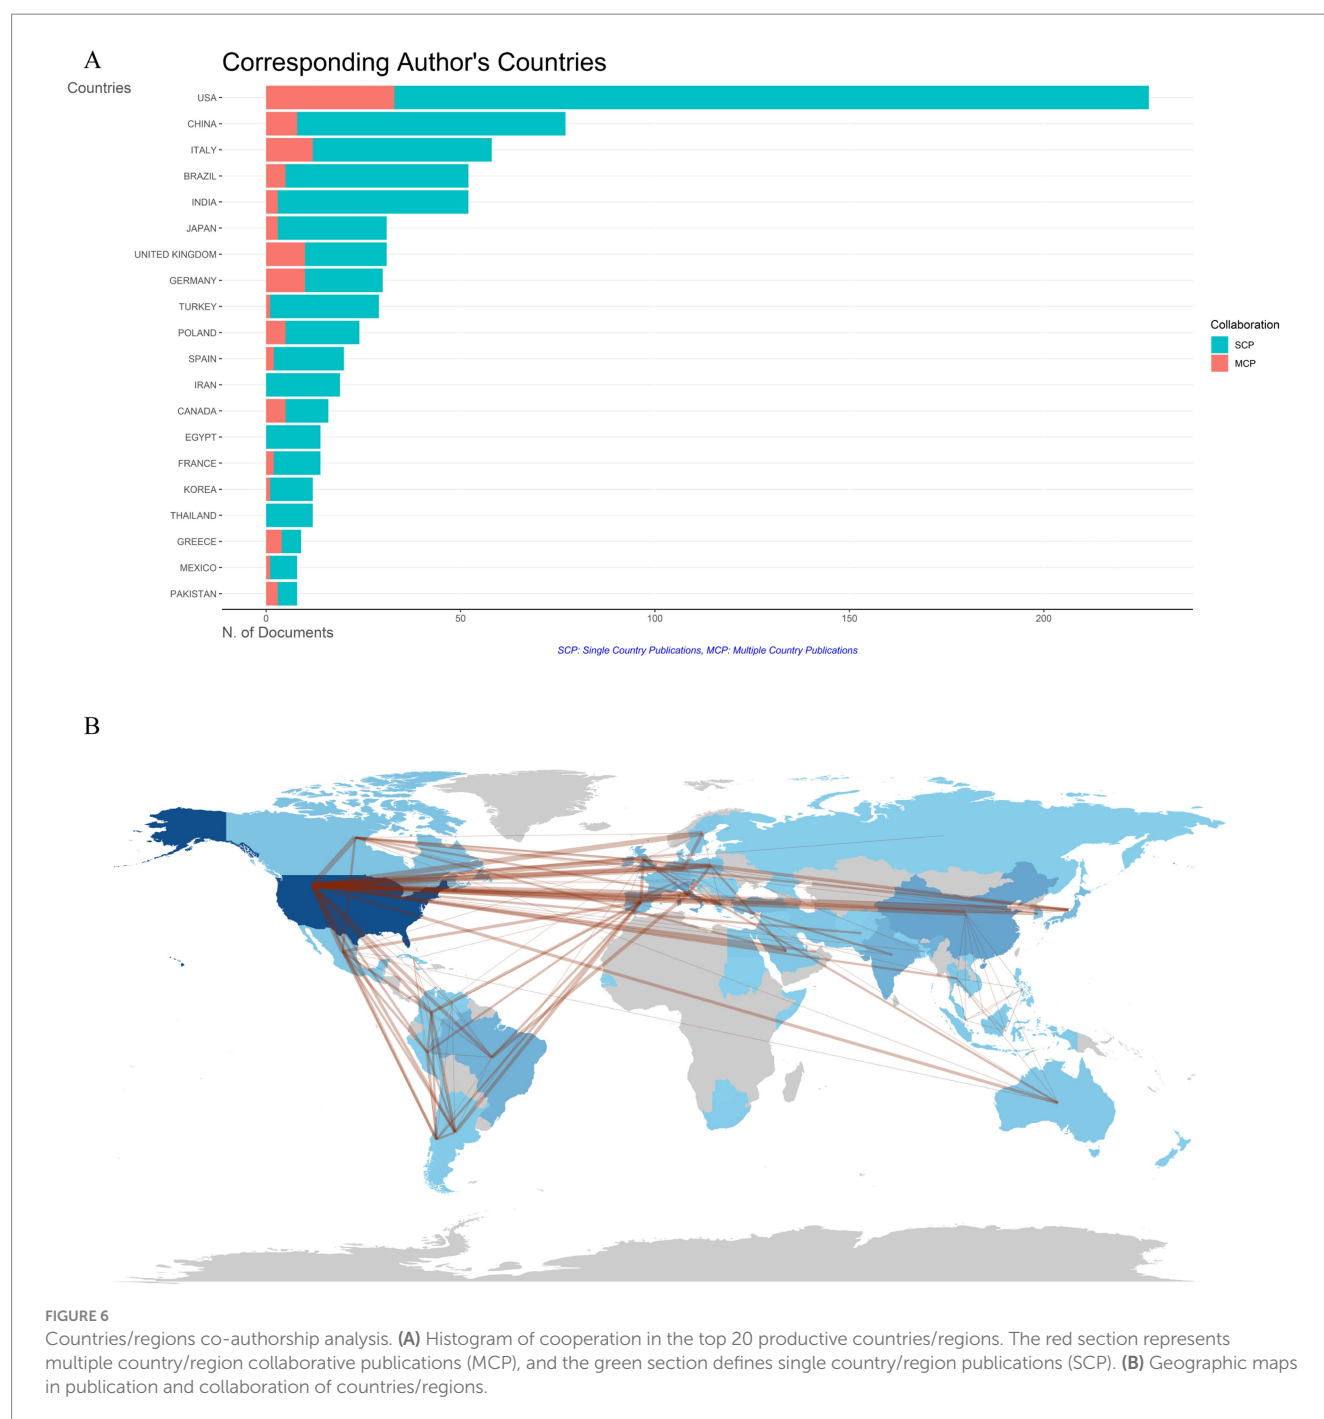 A
Corresponding Author's Countries
Countries
USA
CHINA
ITALY
BRAZIL
INDIA
JAPAN
UNITED KINGDOM
GERMANY
TURKEY
POLAND
SPAIN
IRAN
CANADA
EGYPT
FRANCE
KOREA
THAILAND
GREECE
MEXICO
PAKISTAN
Collaboration
SCP
MCP
0 50 100 150 200
N. of Documents
SCP: Single Country Publications, MCP: Multiple Country Publications
B
FIGURE 6
Countries/regions co-authorship analysis. (A) Histogram of cooperation in the top 20 productive countries/regions. The red section represents
multiple country/region collaborative publications (MCP), and the green section defines single country/region publications (SCP). (B) Geographic maps
in publication and collaboration of countries/regions.